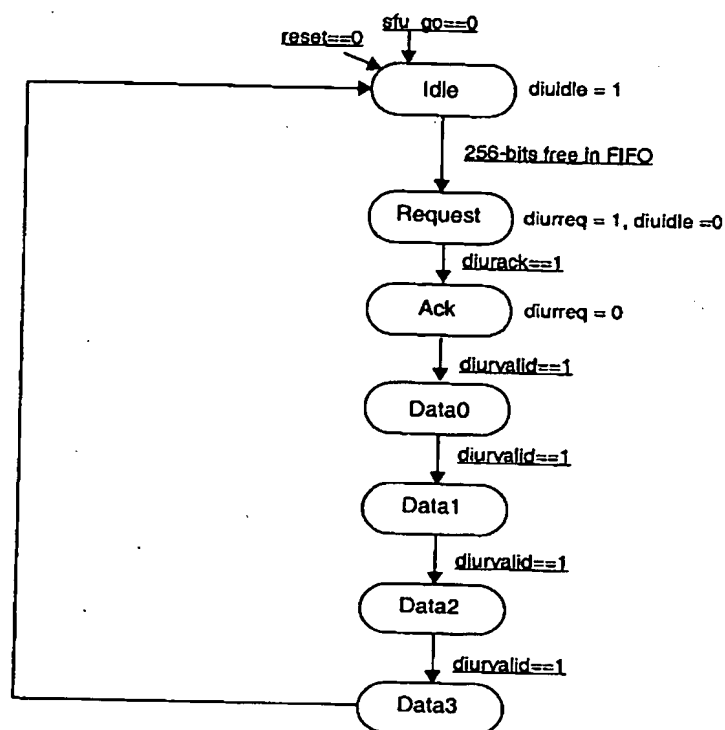 sfu_go==0
reset==0
Idle
diuidle = 1
256-bits free in FIFO
Request
diurreq = 1, diuidle =0
diurack==1
Ack
diurreq = 0
diurvalid==1
Data0
diurvalid==1
Data1
diurvalid==1
Data2
diurvalid==1
Data3